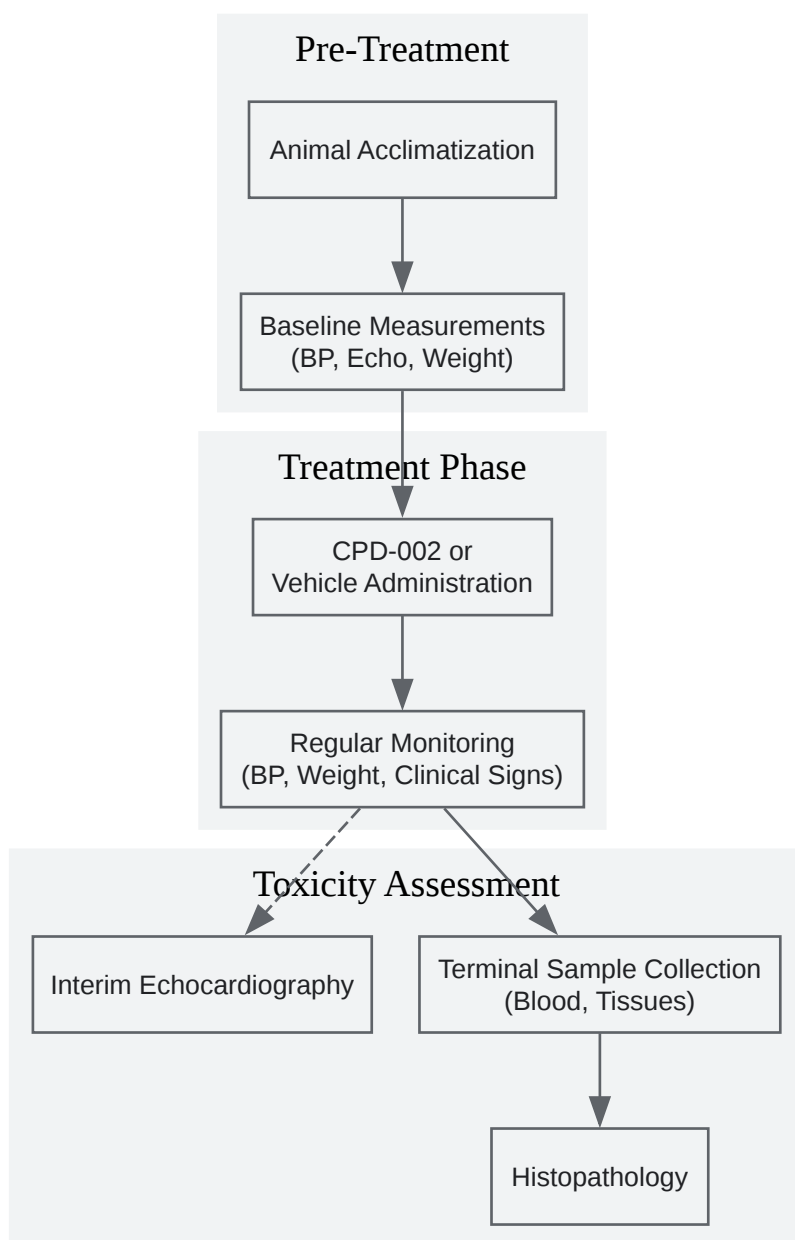 Pre-Treatment
Animal Acclimatization
Baseline Measurements
(BP, Echo, Weight)
Treatment Phase
CPD-002 or
Vehicle Administration
Regular Monitoring
(BP, Weight, Clinical Signs)
Toxicity Assessment
Interim Echocardiography
Terminal Sample Collection
(Blood, Tissues)
Histopathology